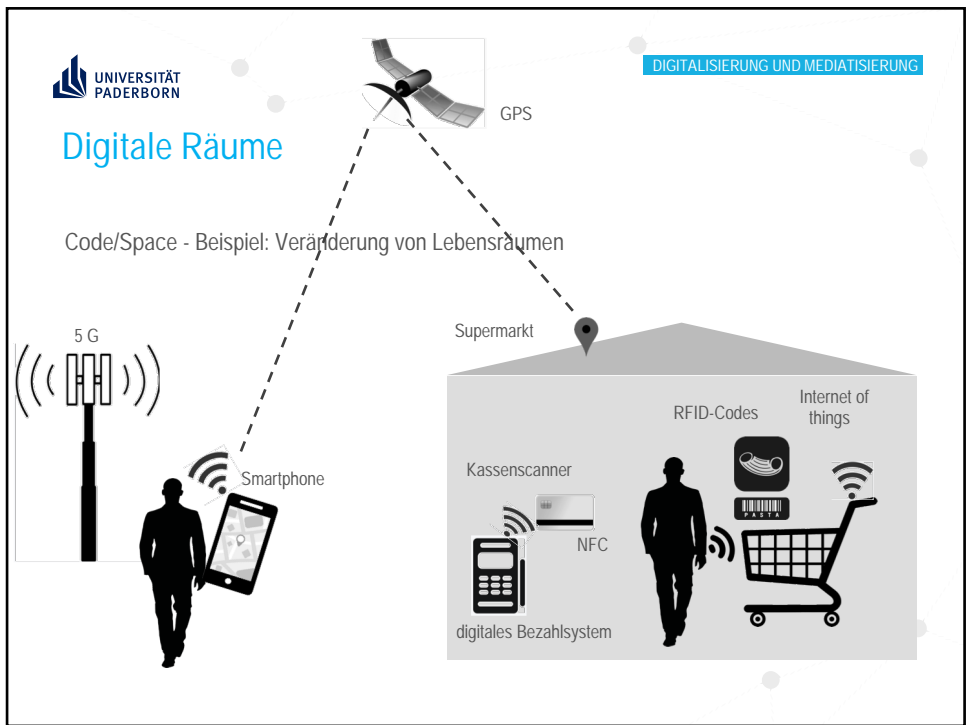 UNIVERSITÄT
PADERBORN
DIGITALISIERUNG UND MEDIATISIERUNG
GPS
Digitale Räume
Code/Space - Beispiel: Veränderung von Lebensräumen
5 G
Supermarkt
Smartphone
Internet of
things
RFID-Codes
Kassenscanner
PASTA
NFC
digitales Bezahlsystem